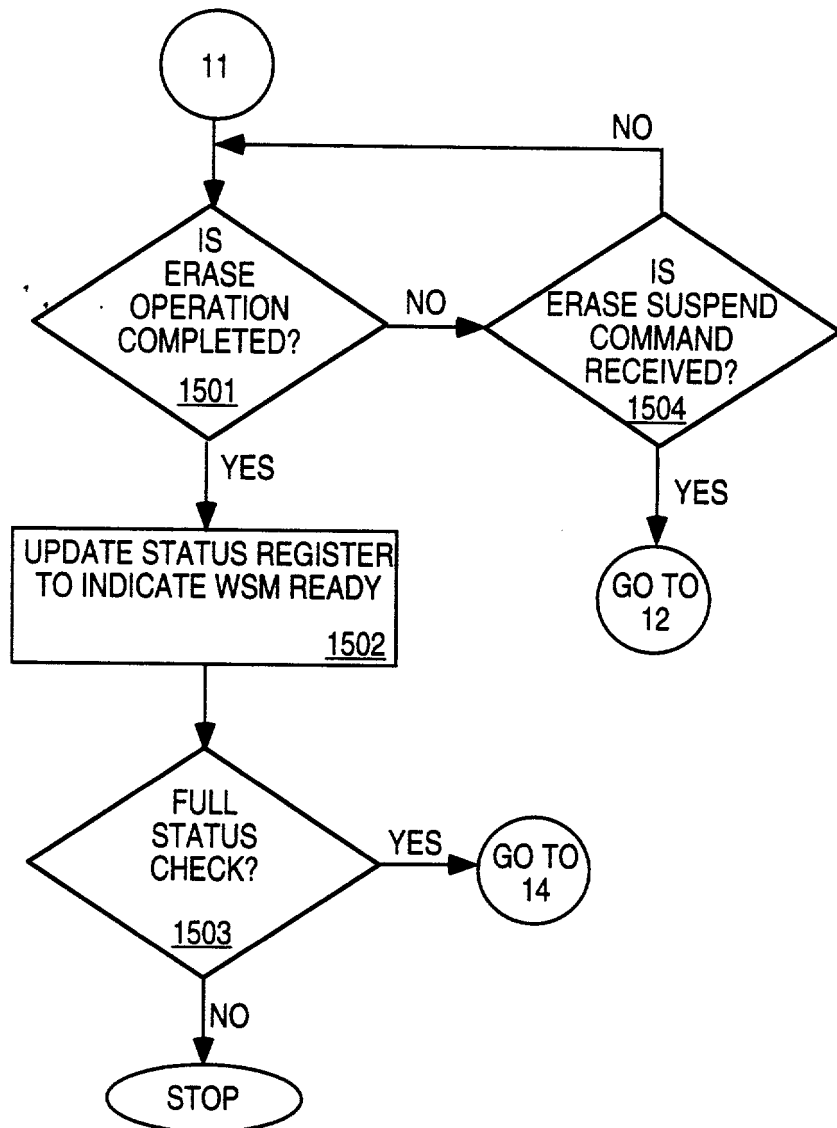 11
NO
IS
ERASE
OPERATION
COMPLETED?
1501
NO
IS
ERASE SUSPEND
COMMAND
RECEIVED?
1504
YES
YES
UPDATE STATUS REGISTER
TO INDICATE WSM READY
1502
GO TO
12
FULL
STATUS
CHECK?
1503
YES
GO TO
14
NO
STOP